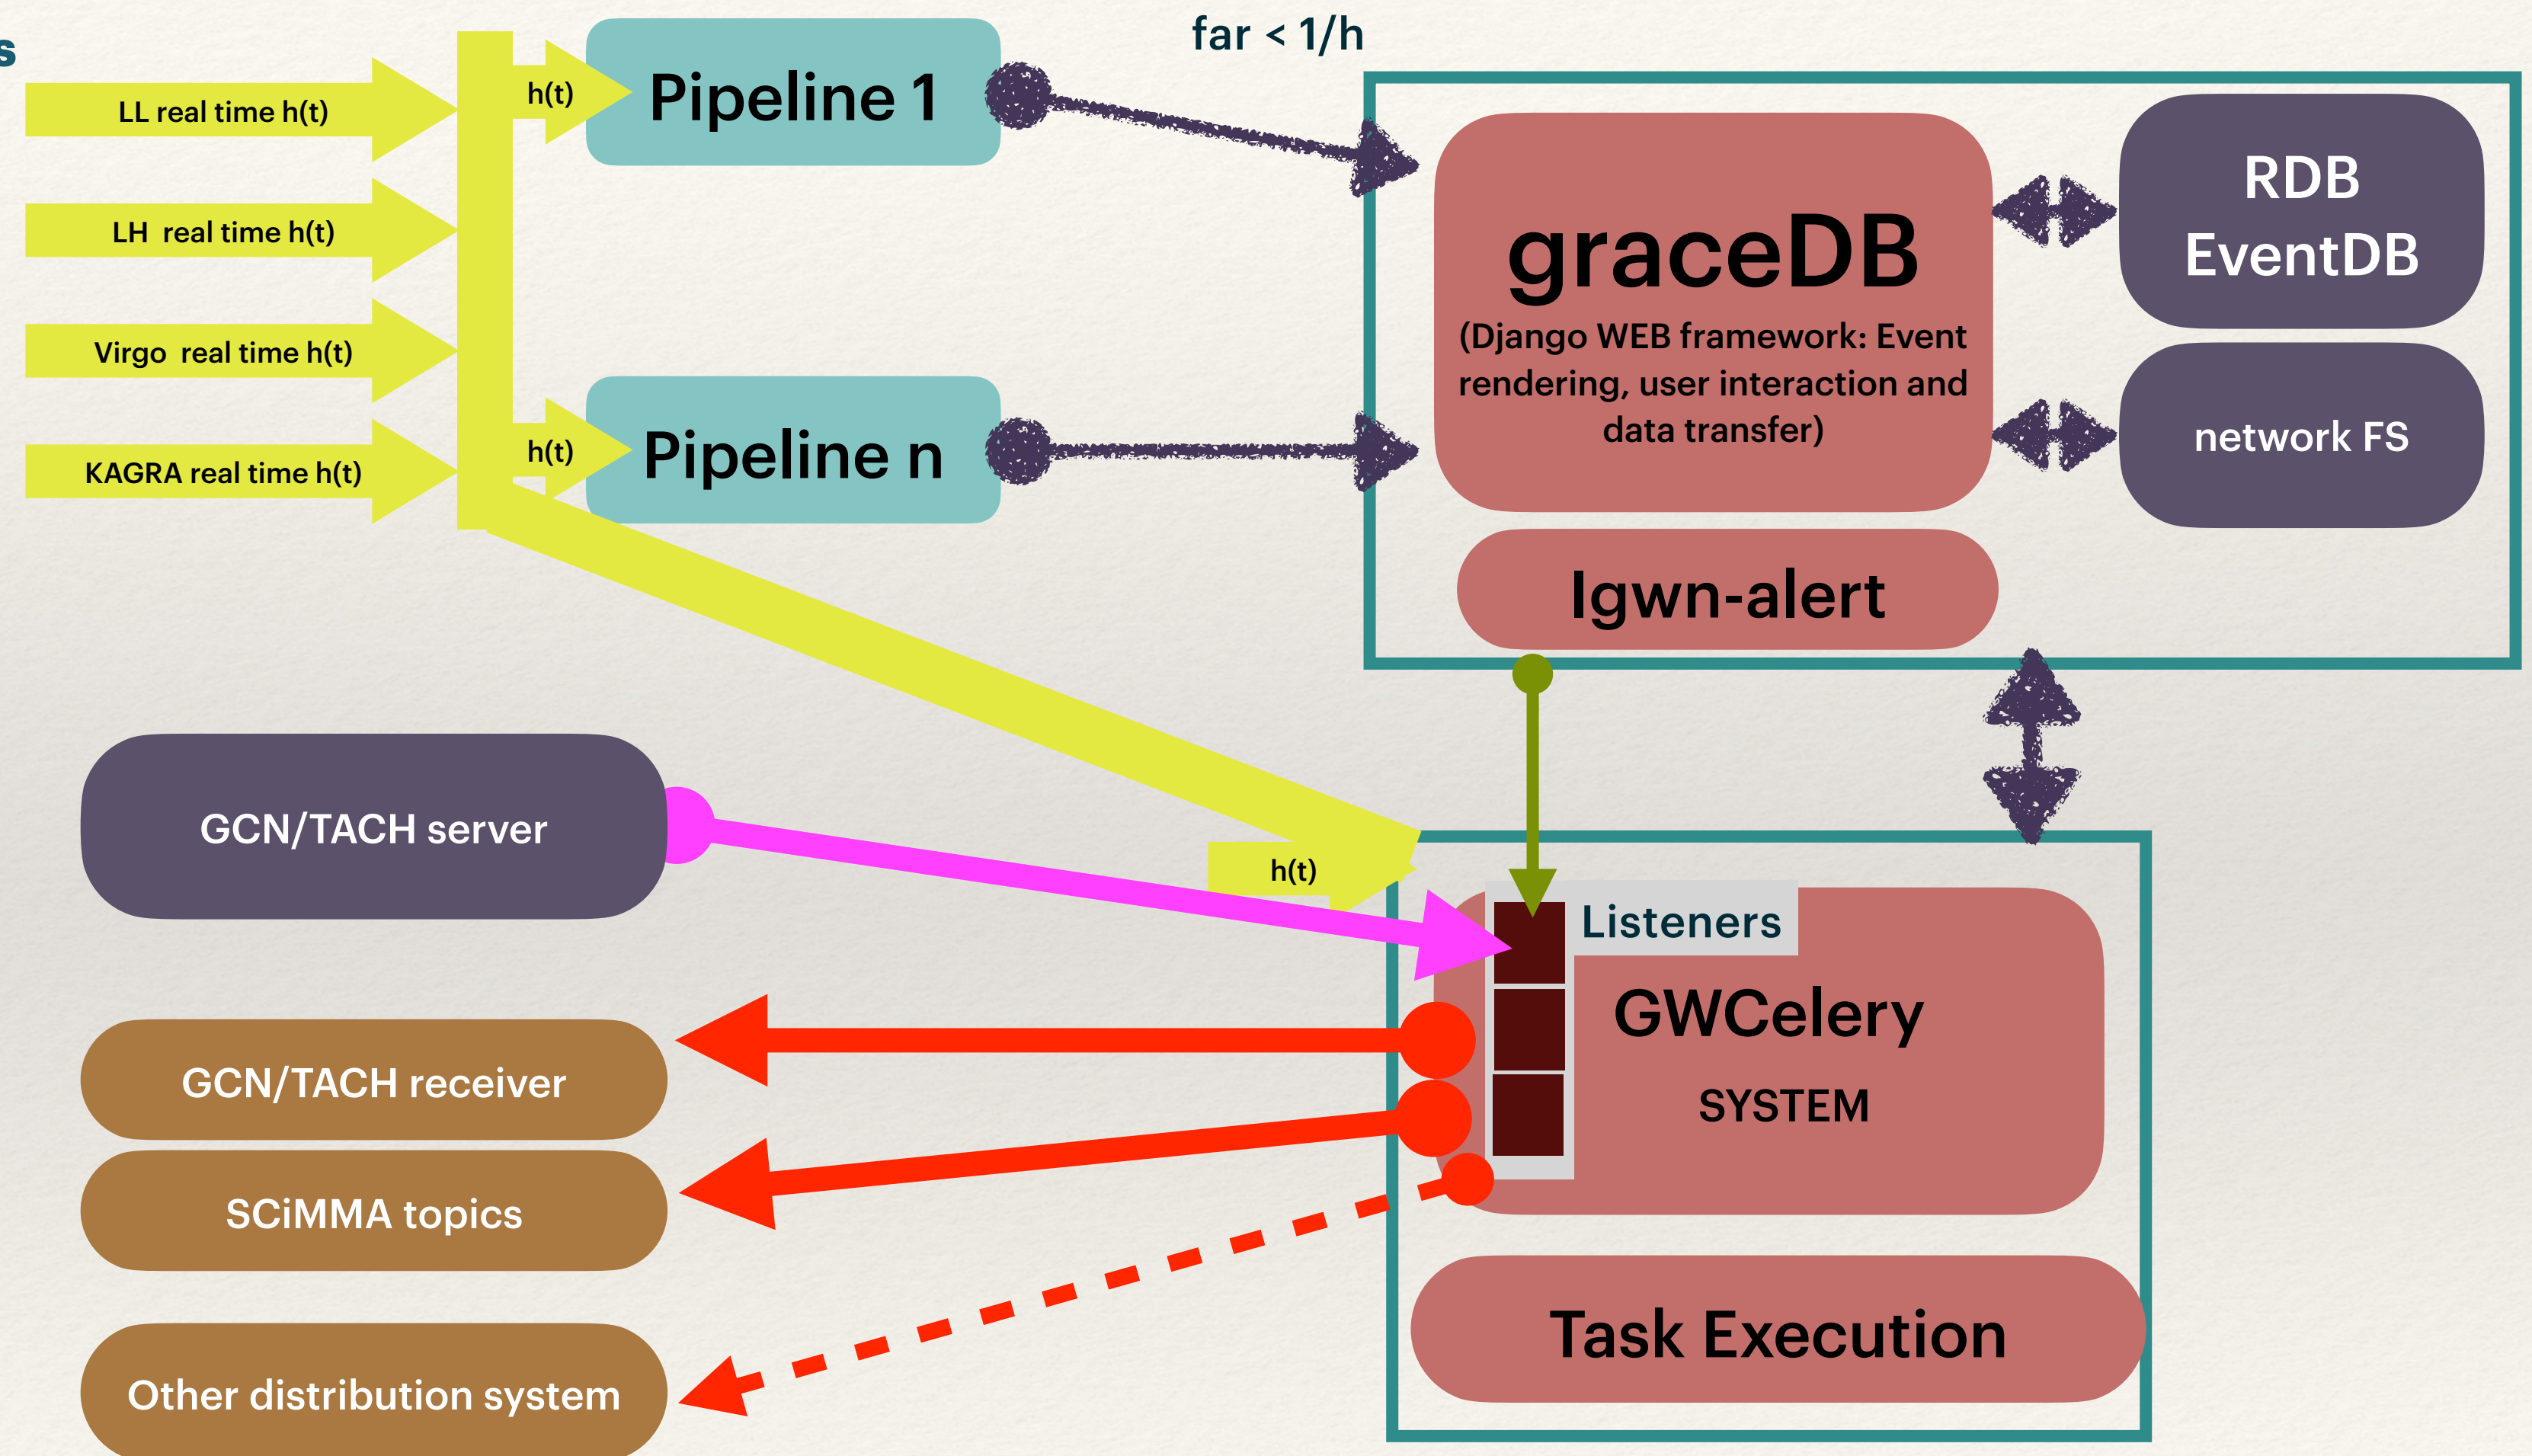 s
far < 1/h
LL real time h(t)
LH real time h(t)
Virgo real time h(t)
KAGRA real time h(t)
h(t)
Pipeline 1
h(t)
Pipeline n
graceDB
(Django WEB framework: Event
rendering, user interaction and
data transfer)
RDB
EventDB
network FS
Igwn-alert
GCN/TACH server
h(t)
Listeners
GWCelery
SYSTEM
Task Execution
GCN/TACH receiver
SCiMMA topics
Other distribution system